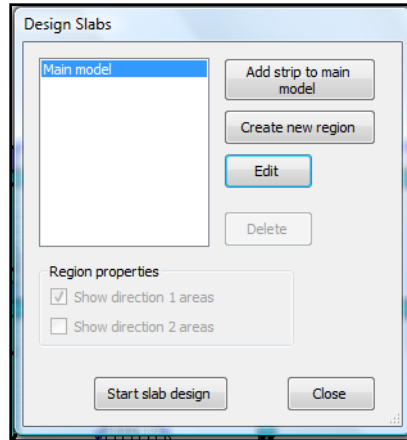 Design Slabs
Main model
Add strip to main
model
Create new region
Edit
Delete
Region properties
Show direction 1 areas
Show direction 2 areas
Start slab design
Close